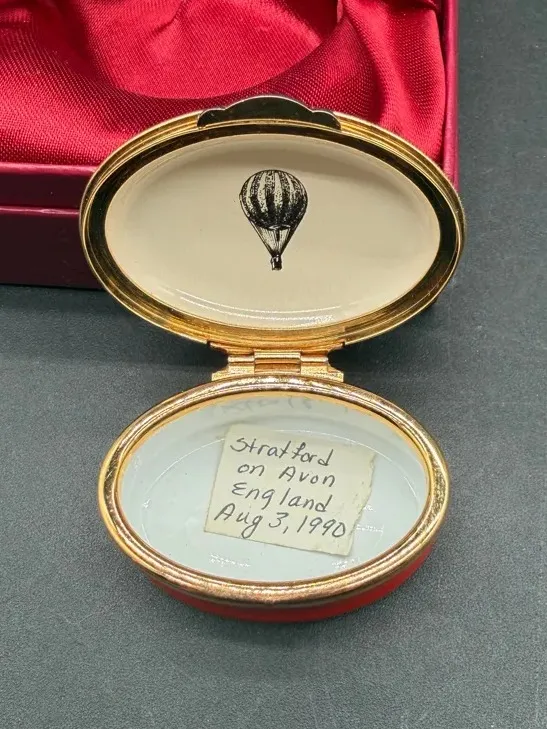 Stratford
on Avon
England
Aug 3, 1990